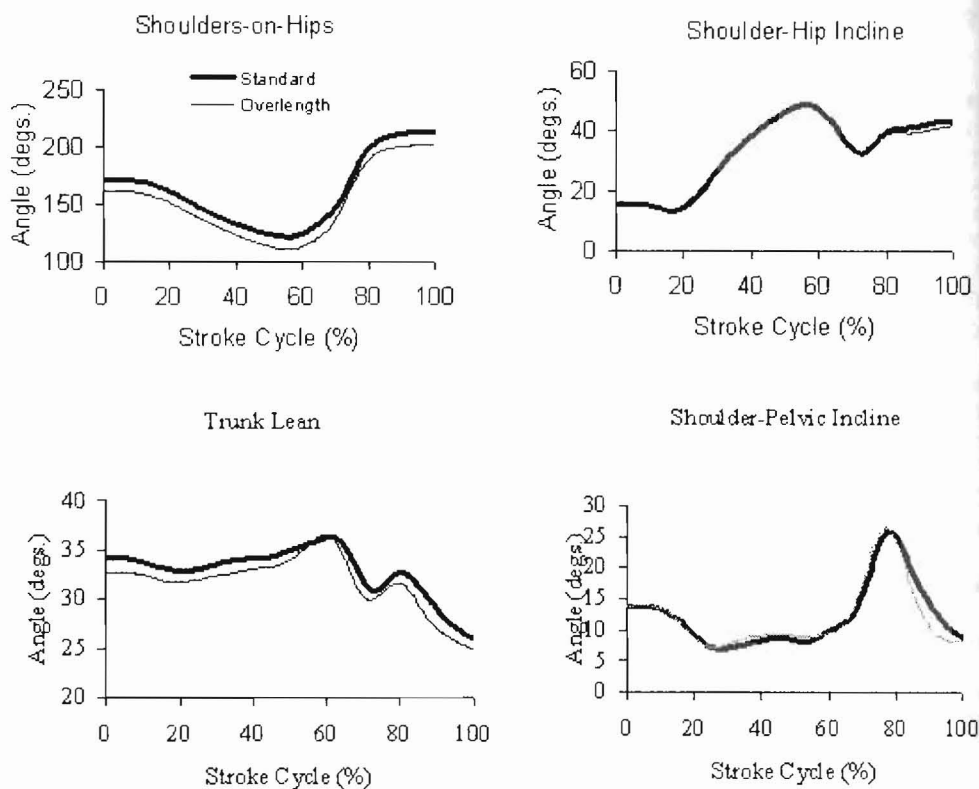 Shoulders-on-Hips
Standard
Overlength
250
200
150
100
Angle (degs.)
0 20 40 60 80 100
Stroke Cycle (%)
Shoulder-Hip Incline
60
40
20
0
Angle (degs.)
0 20 40 60 80 100
Stroke Cycle (%)
Trunk Lean
40
35
30
25
20
Angle (degs.)
0 20 40 60 80 100
Stroke Cycle (%)
Shoulder-Pelvic Incline
30
25
20
15
10
5
0
Angle (degs.)
0 20 40 60 80 100
Stroke Cycle (%)